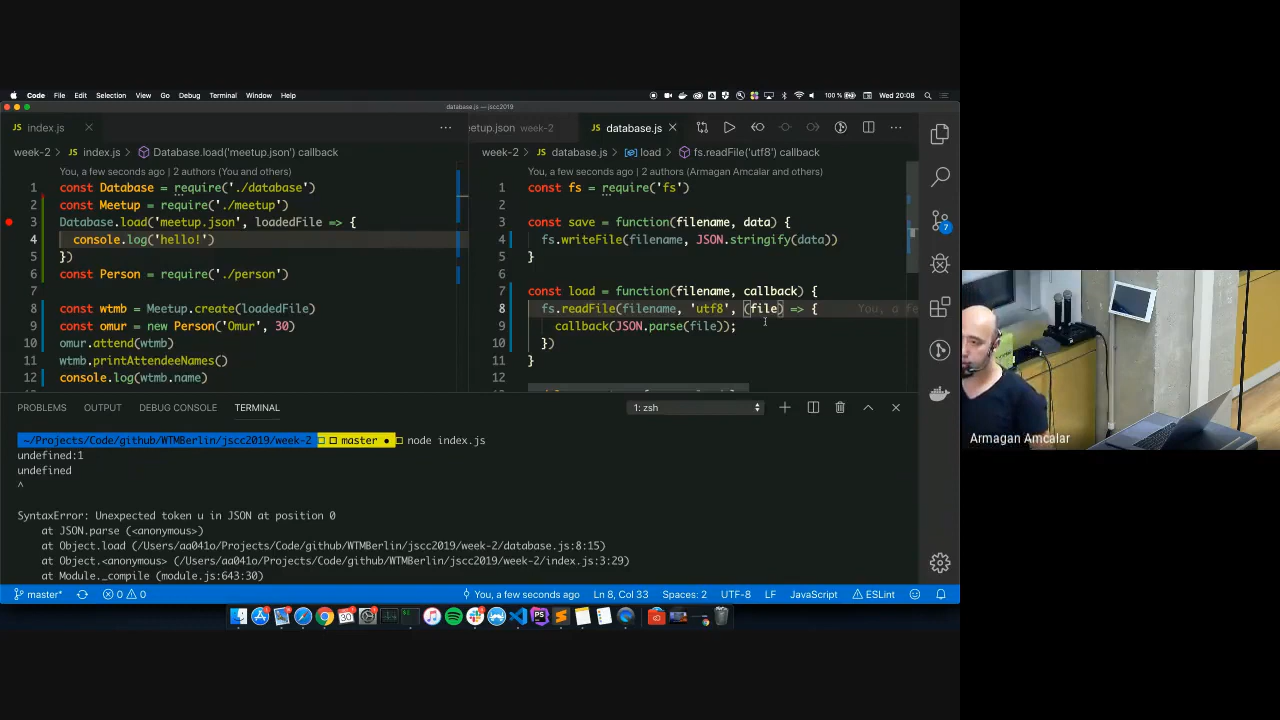 Code File Edit Selection View Go Debug Terminal Window Help
100% Wed 20:08
database.js — jscc2019
index.js
week-2 > index.js > Database.load('meetup.json') callback
You, a few seconds ago | 2 authors (You and others)
1 const Database = require('./database')
2 const Meetup = require('./meetup')
3 Database.load('meetup.json', loadedFile => {
4 console.log('hello!')
5 })
6 const Person = require('./person')
7
8 const wtmb = Meetup.create(loadedFile)
9 const omur = new Person('Omur', 30)
10 omur.attend(wtmb)
11 wtmb.printAttendeeNames()
12 console.log(wtmb.name)
eetup.json week-2
database.js
week-2 > database.js > load > fs.readFile('utf8') callback
You, a few seconds ago | 2 authors (Armagan Amcalar and others)
1 const fs = require('fs')
2
3 const save = function(filename, data) {
4 fs.writeFile(filename, JSON.stringify(data))
5 }
6
7 const load = function(filename, callback) {
8 fs.readFile(filename, 'utf8', (file) => { You, a fe
9 callback(JSON.parse(file));
10 })
11 }
12
7
PROBLEMS OUTPUT DEBUG CONSOLE TERMINAL
1: zsh
~/Projects/Code/github/WTMBerlin/jscc2019/week-2 master ● node index.js
undefined:1
undefined
^
SyntaxError: Unexpected token u in JSON at position 0
at JSON.parse (<anonymous>)
at Object.load (/Users/aa041o/Projects/Code/github/WTMBerlin/jscc2019/week-2/database.js:8:15)
at Object.<anonymous> (/Users/aa041o/Projects/Code/github/WTMBerlin/jscc2019/week-2/index.js:3:29)
at Module._compile (module.js:643:30)
master* 0 0 You, a few seconds ago Ln 8, Col 33 Spaces: 2 UTF-8 LF JavaScript ESLint
Armagan Amcalar